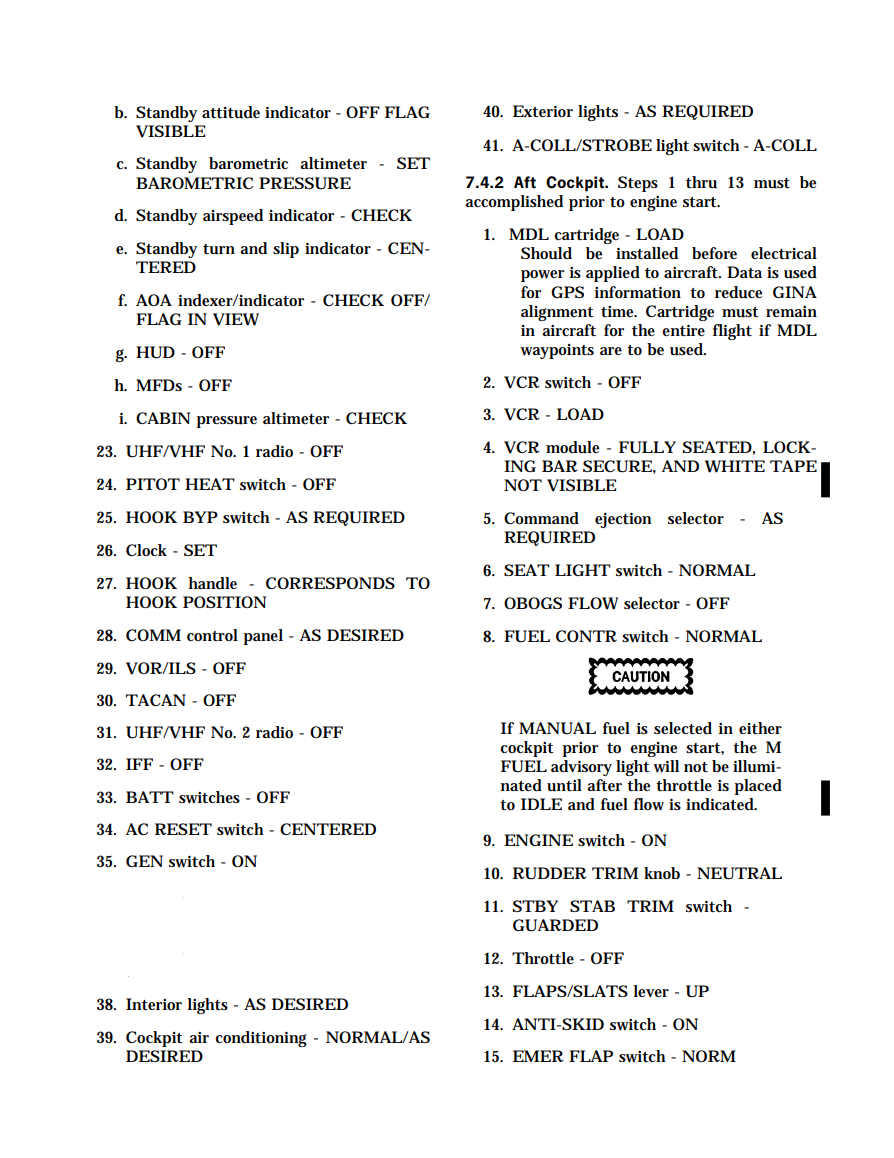 b. Standby attitude indicator - OFF FLAG
VISIBLE
c. Standby barometric altimeter - SET
BAROMETRIC PRESSURE
d. Standby airspeed indicator - CHECK
e. Standby turn and slip indicator - CEN-
TERED
f. AOA indexer/indicator - CHECK OFF/
FLAG IN VIEW
g. HUD - OFF
h. MFDs - OFF
i. CABIN pressure altimeter - CHECK
23. UHF/VHF No. 1 radio - OFF
24. PITOT HEAT switch - OFF
25. HOOK BYP switch - AS REQUIRED
26. Clock - SET
27. HOOK handle - CORRESPONDS TO
HOOK POSITION
28. COMM control panel - AS DESIRED
29. VOR/ILS - OFF
30. TACAN - OFF
31. UHF/VHF No. 2 radio - OFF
32. IFF - OFF
33. BATT switches - OFF
34. AC RESET switch - CENTERED
35. GEN switch - ON
38. Interior lights - AS DESIRED
39. Cockpit air conditioning - NORMAL/AS
DESIRED
40. Exterior lights - AS REQUIRED
41. A-COLL/STROBE light switch - A-COLL
7.4.2 Aft Cockpit. Steps 1 thru 13 must be
accomplished prior to engine start.
1. MDL cartridge - LOAD
Should be installed before electrical
power is applied to aircraft. Data is used
for GPS information to reduce GINA
alignment time. Cartridge must remain
in aircraft for the entire flight if MDL
waypoints are to be used.
2. VCR switch - OFF
3. VCR - LOAD
4. VCR module - FULLY SEATED, LOCK-
ING BAR SECURE, AND WHITE TAPE
NOT VISIBLE
5. Command ejection selector - AS
REQUIRED
6. SEAT LIGHT switch - NORMAL
7. OBOGS FLOW selector - OFF
8. FUEL CONTR switch - NORMAL
CAUTION
If MANUAL fuel is selected in either
cockpit prior to engine start, the M
FUEL advisory light will not be illumi-
nated until after the throttle is placed
to IDLE and fuel flow is indicated.
9. ENGINE switch - ON
10. RUDDER TRIM knob - NEUTRAL
11. STBY STAB TRIM switch -
GUARDED
12. Throttle - OFF
13. FLAPS/SLATS lever - UP
14. ANTI-SKID switch - ON
15. EMER FLAP switch - NORM